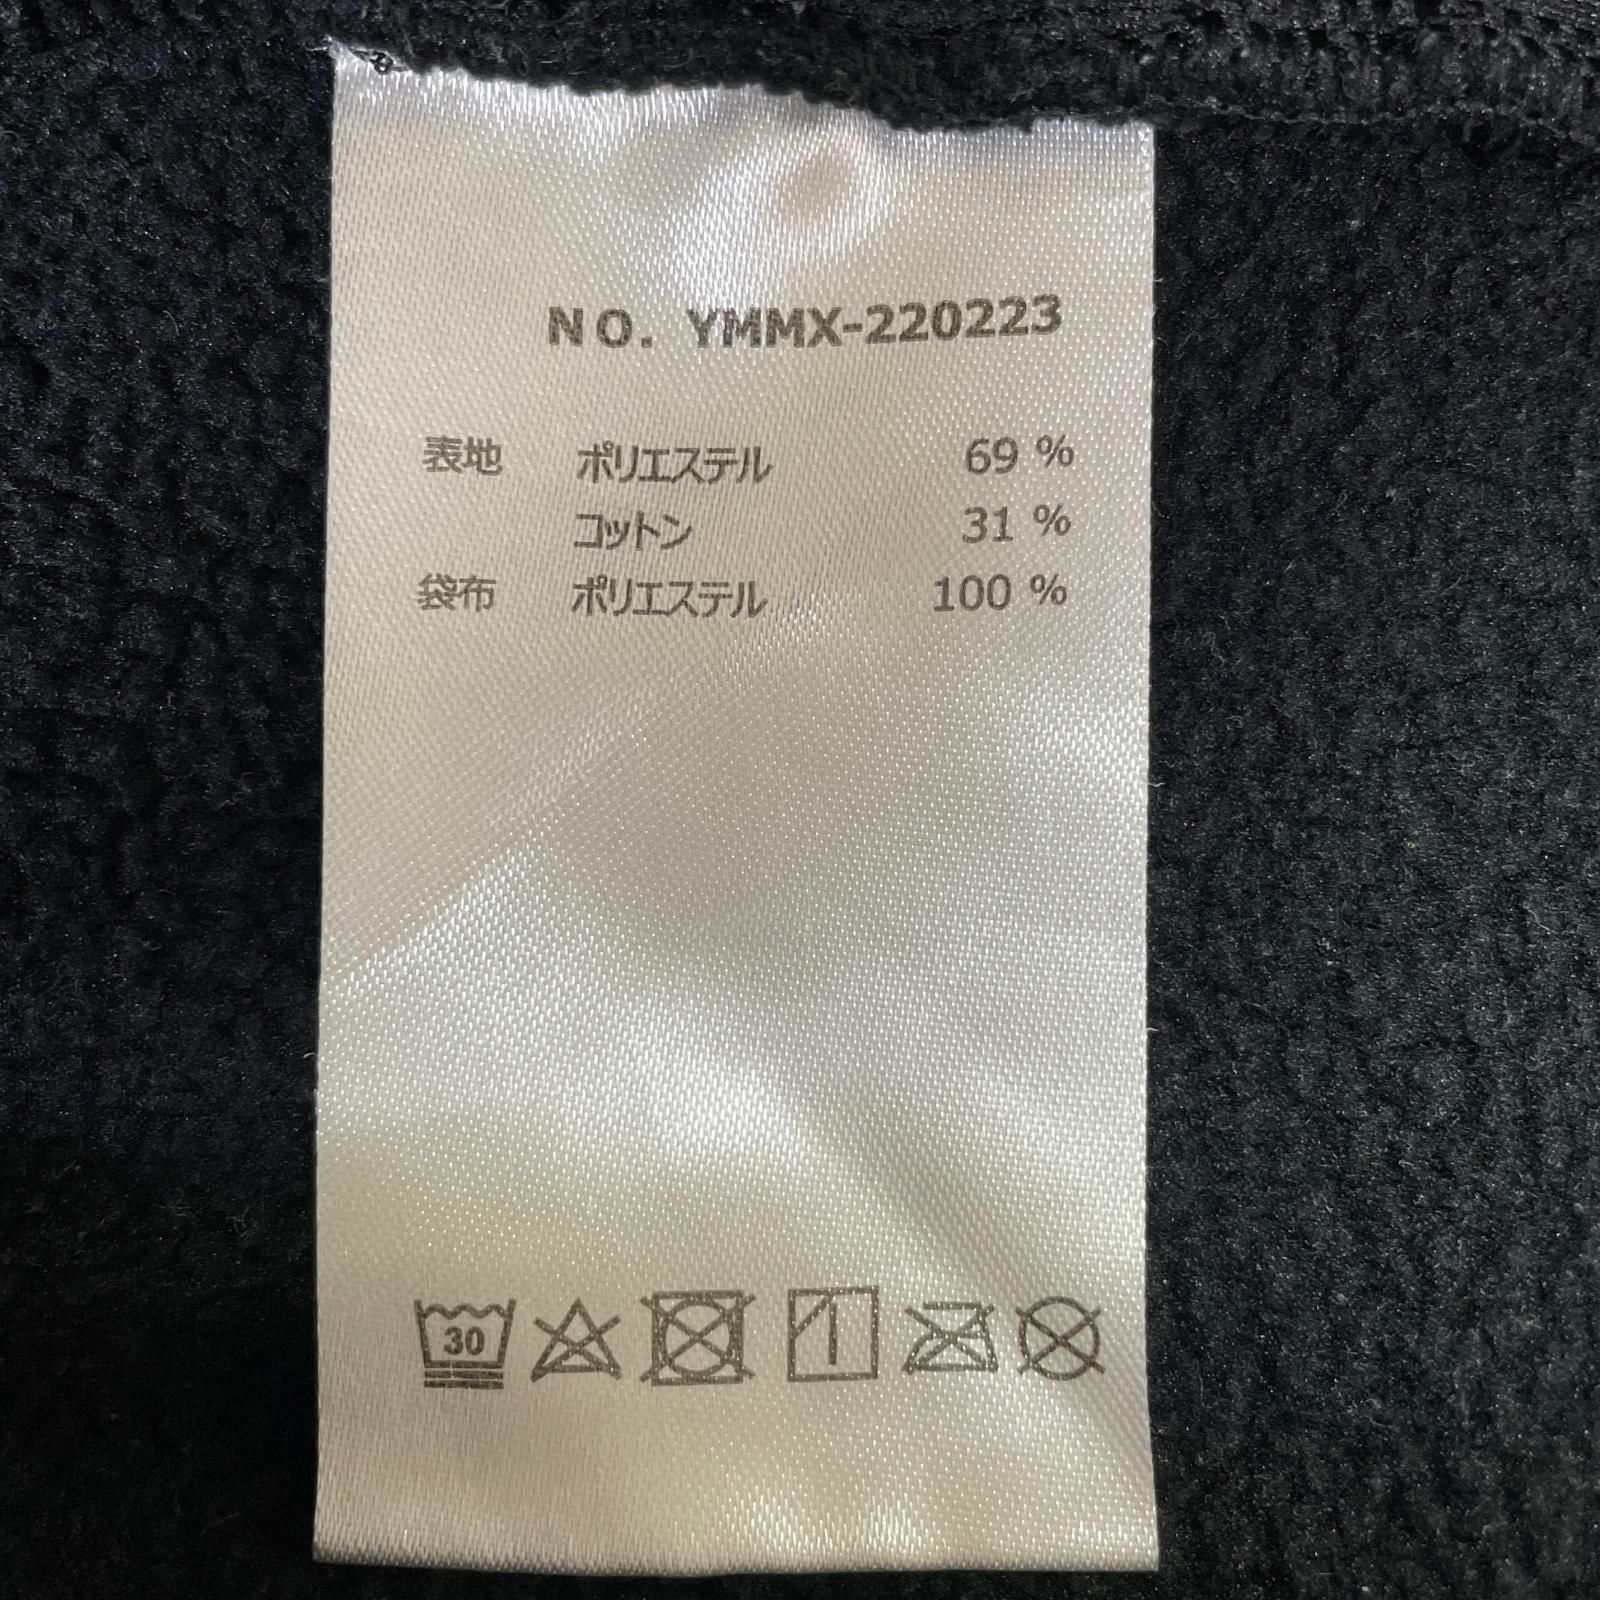 NO. YMMX-220223
表地 ポリエステル 69 %
コットン 31 %
袋布 ポリエステル 100 %
30